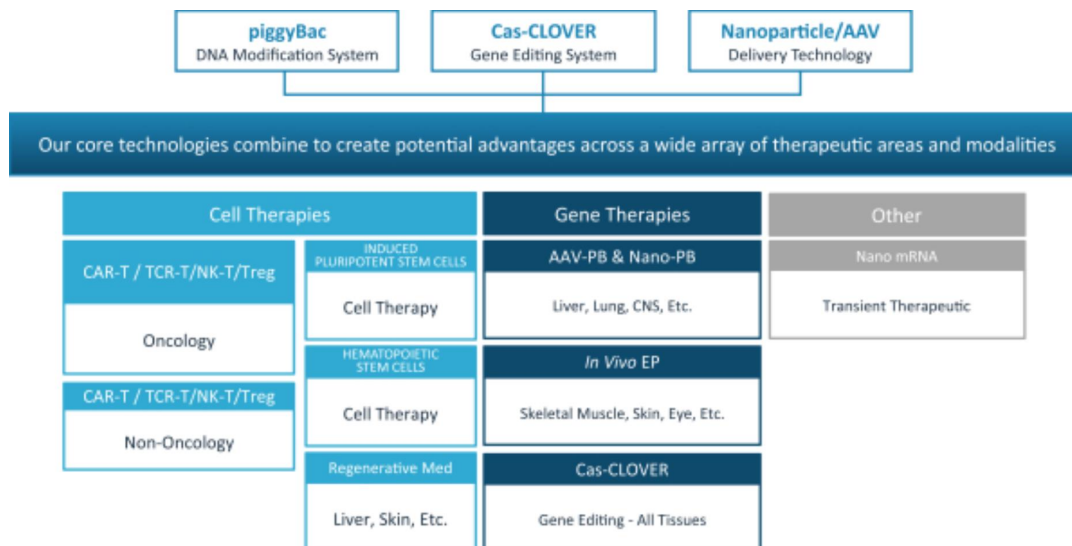 piggyBac
DNA Modification System
Cas-CLOVER
Gene Editing System
Nanoparticle/AAV
Delivery Technology
Our core technologies combine to create potential advantages across a wide array of therapeutic areas and modalities
Cell Therapies
CAR-T / TCR-T/NK-T/Treg
Oncology
CAR-T / TCR-T/NK-T/Treg
Non-Oncology
INDUCED
PLURIPOTENT STEM CELLS
Cell Therapy
HEMATOPOIETIC
STEM CELLS
Cell Therapy
Regenerative Med
Liver, Skin, Etc.
Gene Therapies
AAV-PB & Nano-PB
Liver, Lung, CNS, Etc.
In Vivo EP
Skeletal Muscle, Skin, Eye, Etc.
Cas-CLOVER
Gene Editing - All Tissues
Other
Nano mRNA
Transient Therapeutic